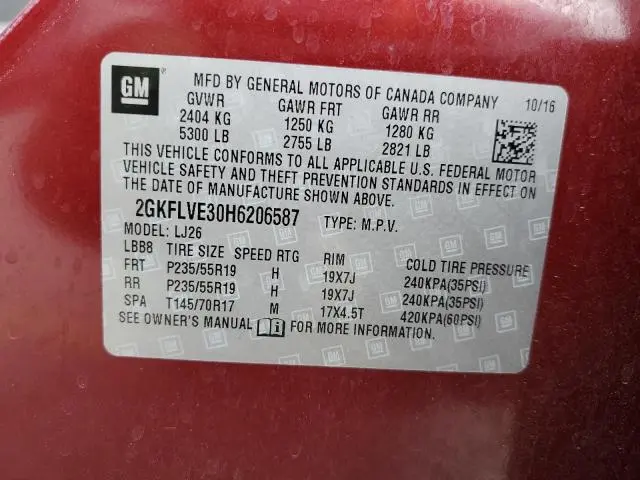 GM
MFD BY GENERAL MOTORS OF CANADA COMPANY 10/16
GVWR GAWR FRT GAWR RR
2404 KG 1250 KG 1280 KG
5300 LB 2755 LB 2821 LB
THIS VEHICLE CONFORMS TO ALL APPLICABLE U.S. FEDERAL MOTOR
VEHICLE SAFETY AND THEFT PREVENTION STANDARDS IN EFFECT ON
THE DATE OF MANUFACTURE SHOWN ABOVE.
2GKFLVE30H6206587 TYPE: M.P.V.
MODEL: LJ26
LBB8 TIRE SIZE SPEED RTG RIM COLD TIRE PRESSURE
FRT P235/55R19 H 19X7J 240KPA(35PSI)
RR P235/55R19 H 19X7J 240KPA(35PSI)
SPA T145/70R17 M 17X4.5T 420KPA(60PSI)
SEE OWNER'S MANUAL FOR MORE INFORMATION.